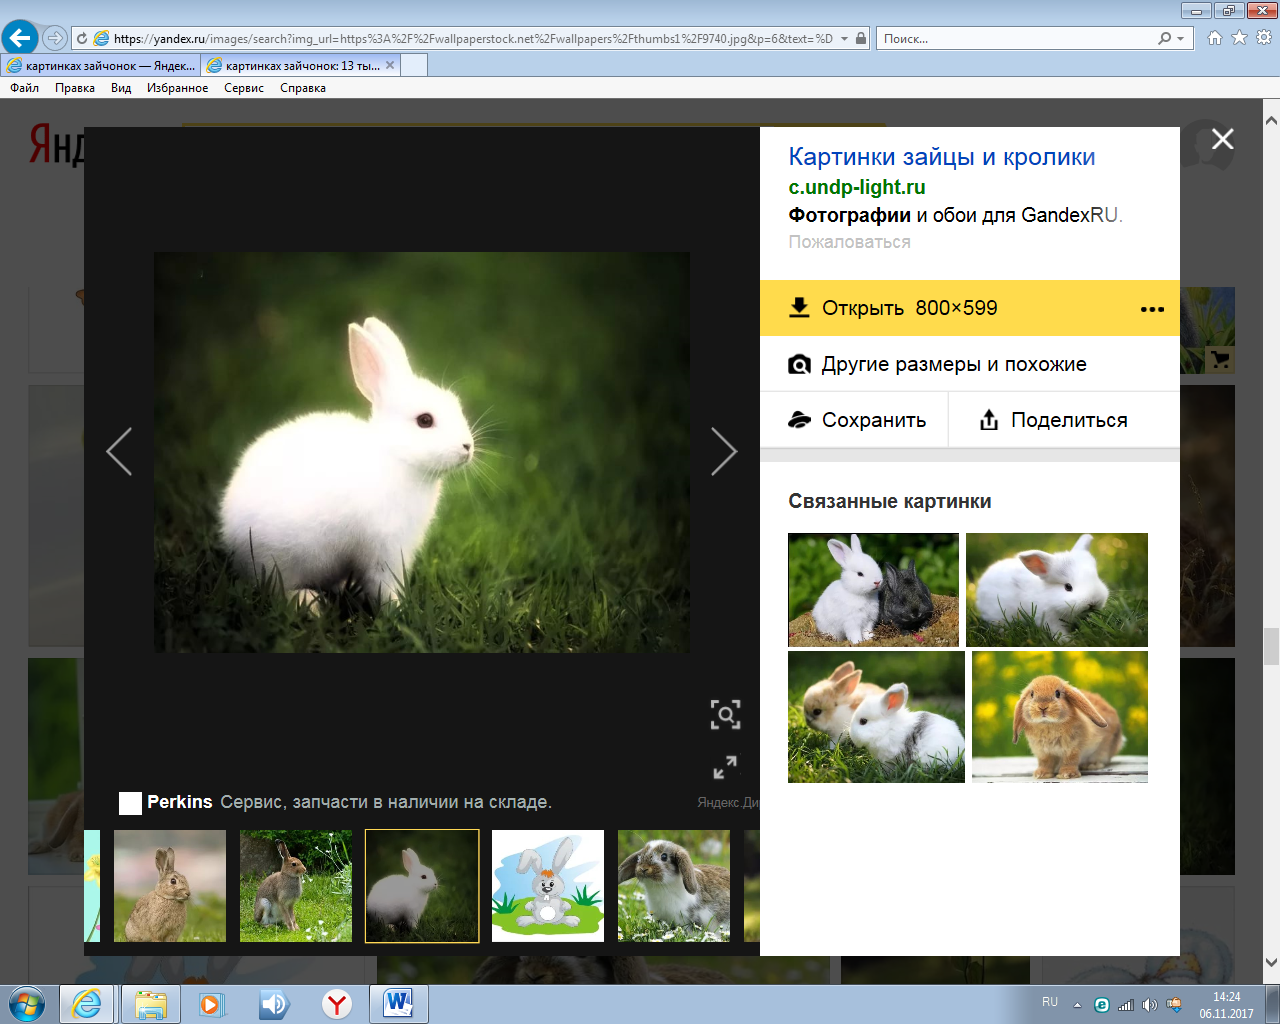 https://yandex.ru/images/search?img_url=https%3A%2F%2Fwallpaperstock.net%2Fwallpapers%2Fthumbs1%2F9740.jpg&p=6&text=%D
Поиск...
картинках зайчонок — Яндек...
картинках зайчонок: 13 ты...
Файл Правка Вид Избранное Сервис Справка
Янд
Картинки зайцы и кролики
c.undp-light.ru
Фотографии и обои для GandexRU.
Пожаловаться
Открыть 800×599
Другие размеры и похожие
Сохранить
Поделиться
Связанные картинки
Perkins Сервис, запчасти в наличии на складе.
Яндекс.Ди
RU
14:24
06.11.2017